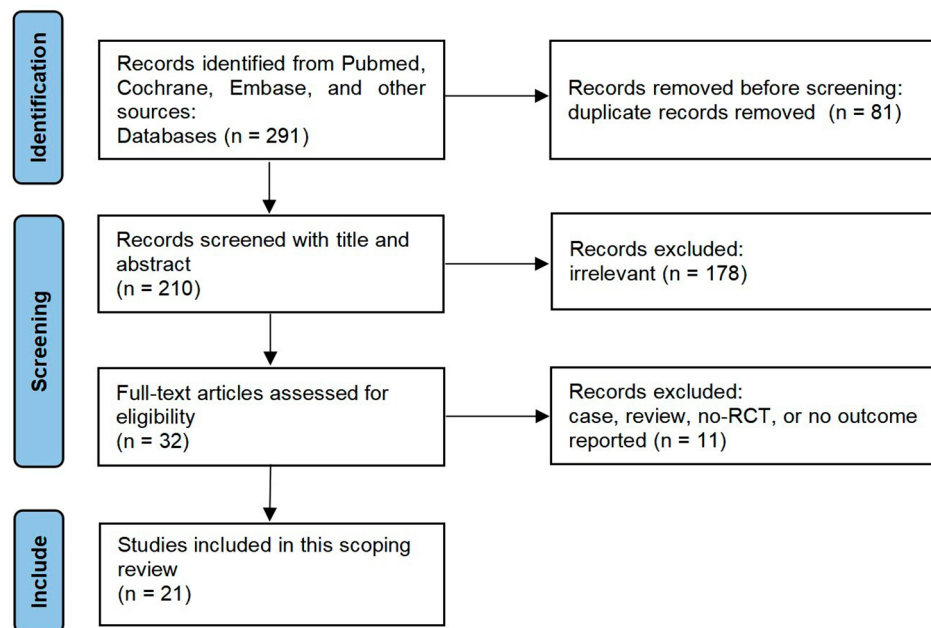 Identification
Records identified from Pubmed,
Cochrane, Embase, and other
sources:
Databases (n = 291)
Records removed before screening:
duplicate records removed (n = 81)
Screening
Records screened with title and
abstract
(n = 210)
Records excluded:
irrelevant (n = 178)
Full-text articles assessed for
eligibility
(n = 32)
Records excluded:
case, review, no-RCT, or no outcome
reported (n = 11)
Include
Studies included in this scoping
review
(n = 21)